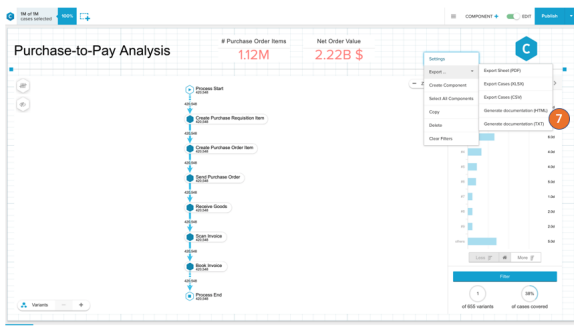 1M of 1M
cases selected
100%
COMPONENT +
EDIT
Publish
Purchase-to-Pay Analysis
# Purchase Order Items
1.12M
Net Order Value
2.22B $
C
Settings
Export...
Create Component
Select All Components
Copy
Delete
Clear Filters
Export Sheet (PDF)
Export Cases (XLSX)
Export Cases (CSV)
Generate documentation (HTML)
Generate documentation (TXT)
7
Process Start
Create Purchase Requisition Item
Create Purchase Order Item
Send Purchase Order
Receive Goods
Scan Invoice
Book Invoice
Process End
Variants
Less
More
Filter
1
38%
of 655 variants
of cases covered